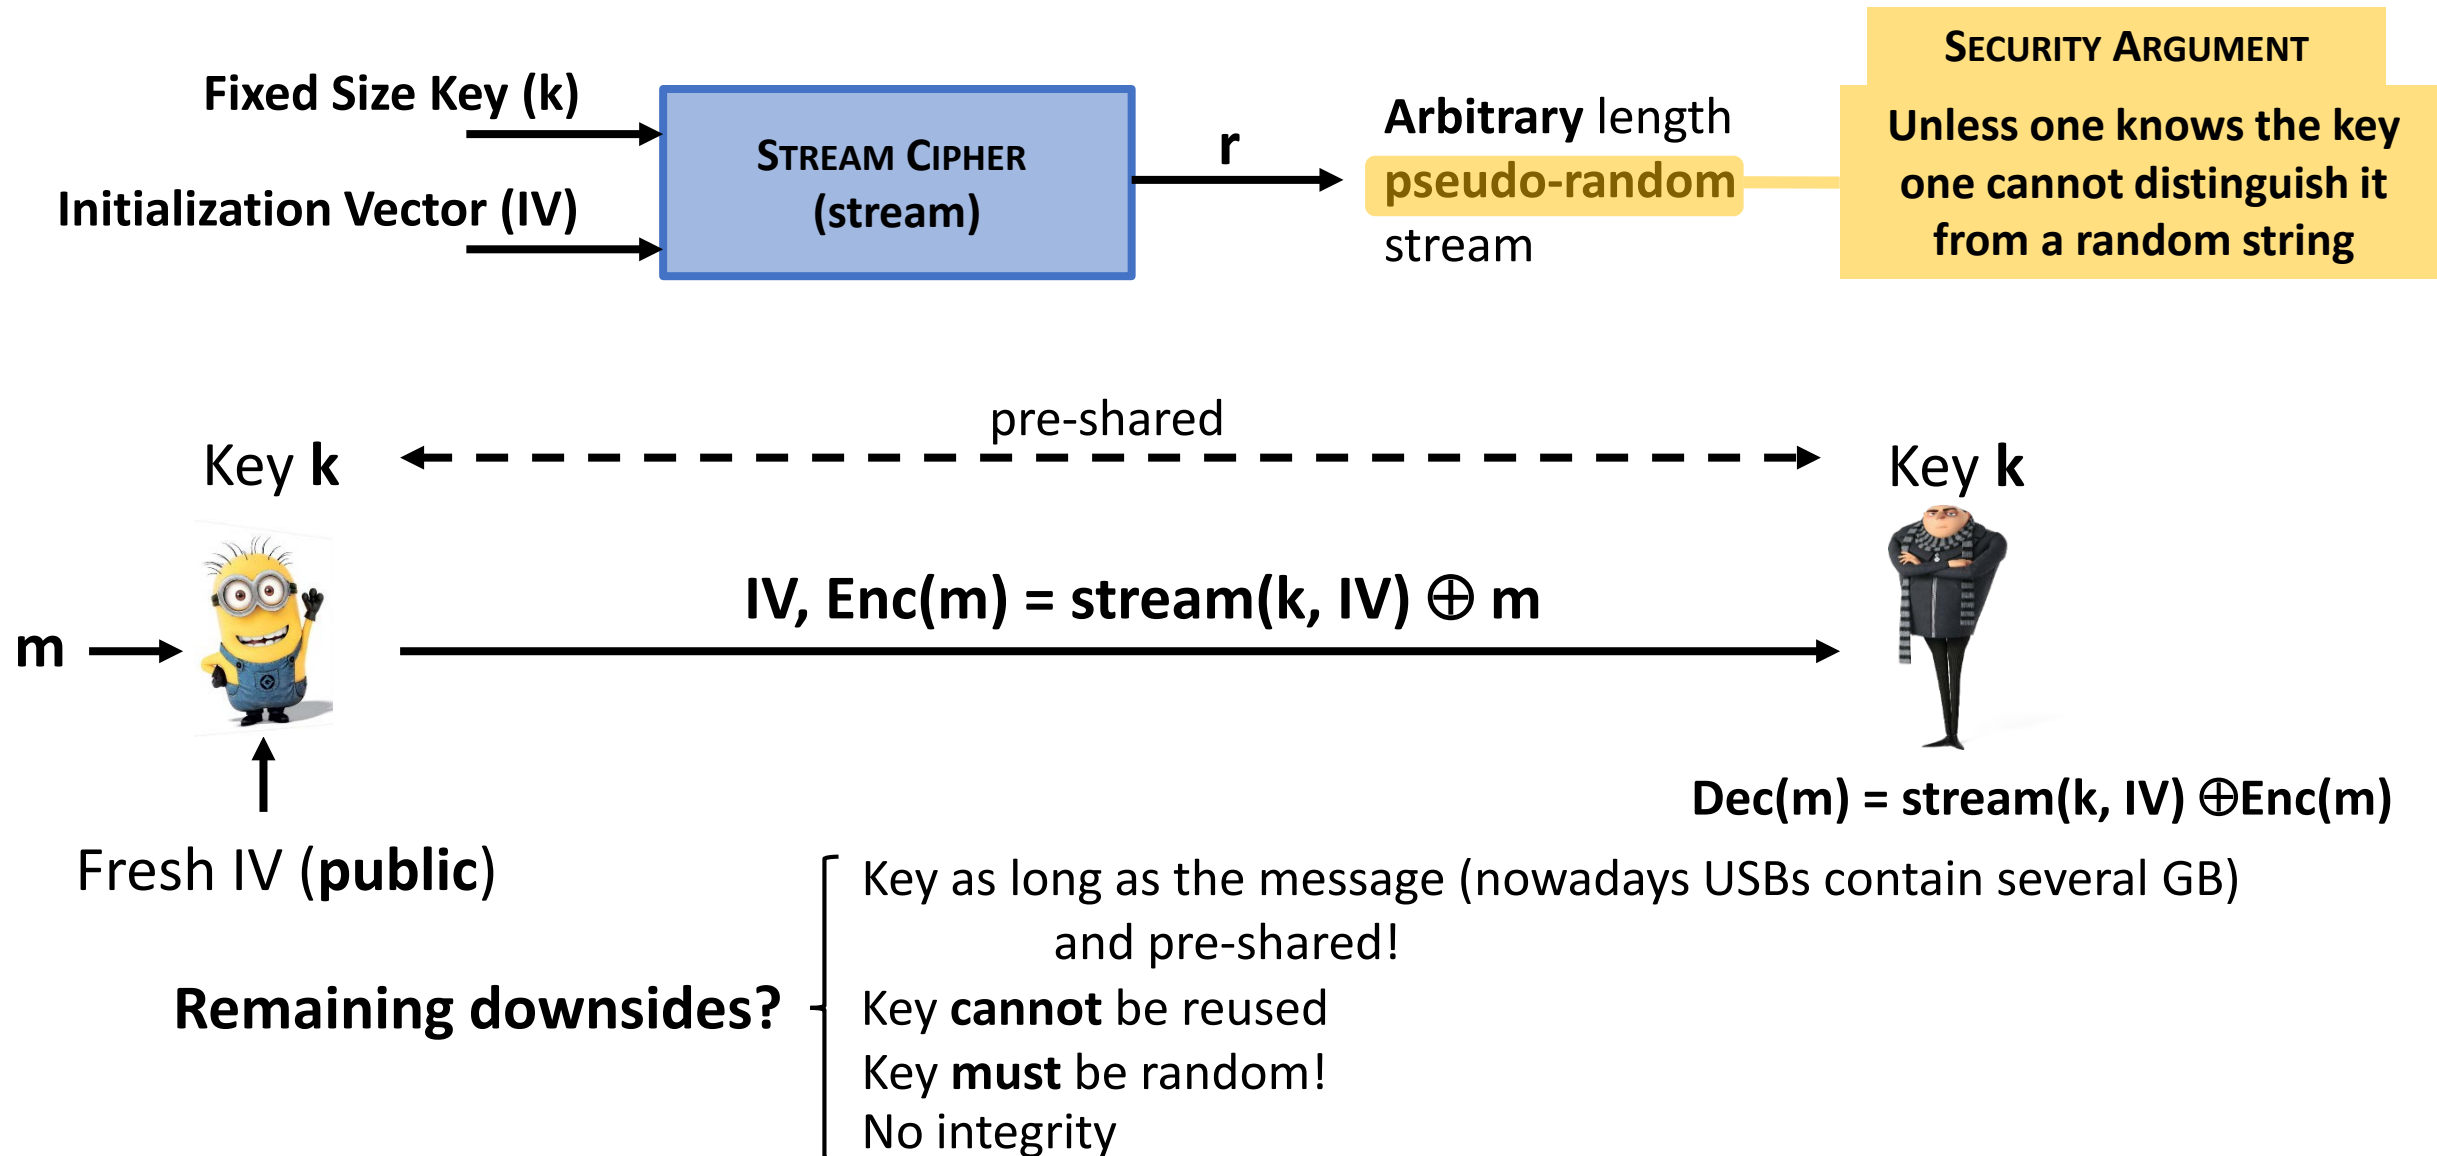 Fixed Size Key (k)
Initialization Vector (IV)
STREAM CIPHER
(stream)
r
Arbitrary length
pseudo-random
stream
SECURITY ARGUMENT
Unless one knows the key
one cannot distinguish it
from a random string
pre-shared
Key k
Key k
IV, Enc(m) = stream(k, IV) ⊕ m
m
Dec(m) = stream(k, IV) ⊕Enc(m)
Fresh IV (public)
Remaining downsides?
Key as long as the message (nowadays USBs contain several GB)
and pre-shared!
Key cannot be reused
Key must be random!
No integrity